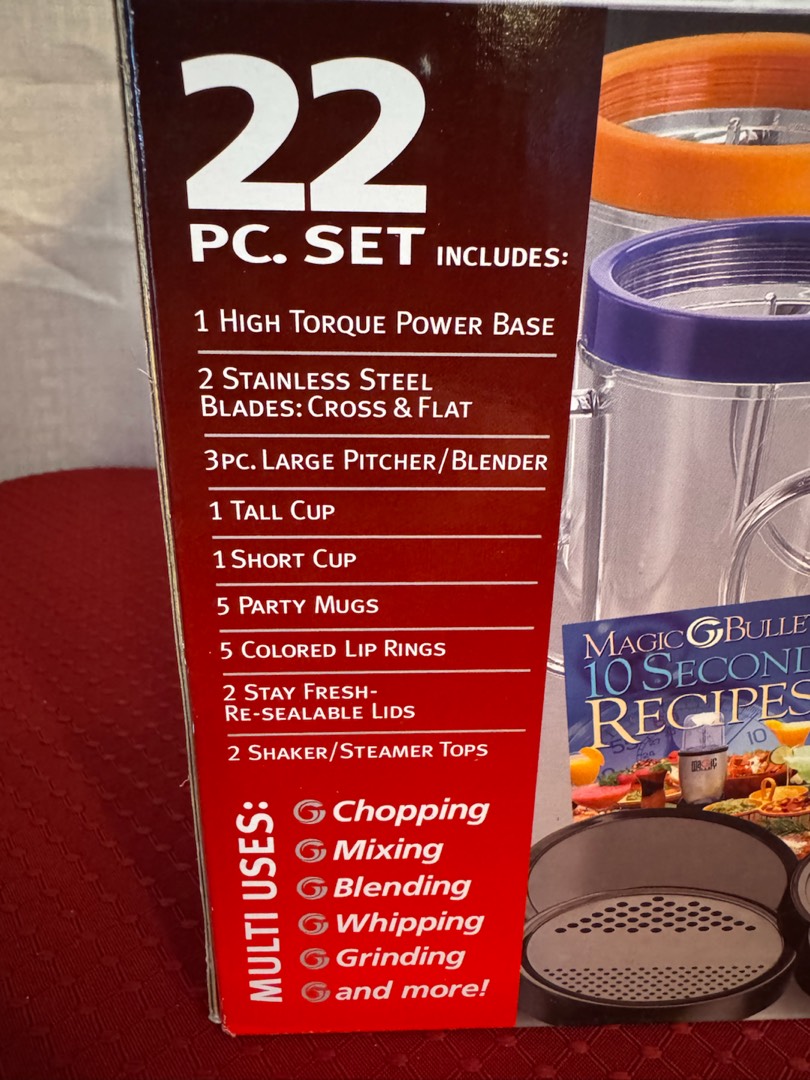 22
PC. SET INCLUDES:
1 HIGH TORQUE POWER BASE
2 STAINLESS STEEL
BLADES: CROSS & FLAT
3PC. LARGE PITCHER/BLENDER
1 TALL CUP
1 SHORT CUP
5 PARTY MUGS
5 COLORED LIP RINGS
2 STAY FRESH-
RE-SEALABLE LIDS
2 SHAKER/STEAMER TOPS
MULTI USES:
Chopping
Mixing
Blending
Whipping
Grinding
and more!
MAGIC BULLE
10 SECOND
RECIPES
10